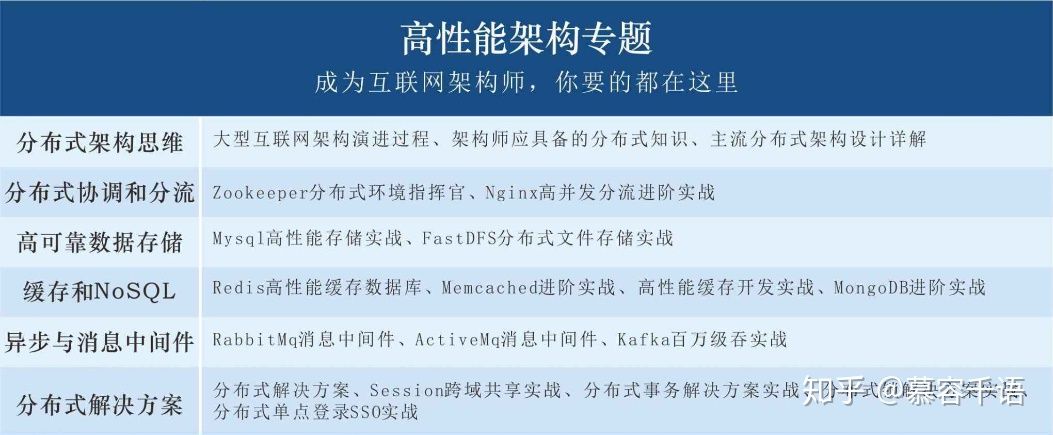 高性能架构专题
成为互联网架构师，你要的都在这里
分布式架构思维
大型互联网架构演进过程、架构师应具备的分布式知识、主流分布式架构设计详解
分布式协调和分流
Zookeeper分布式环境指挥官、Nginx高并发分流进阶实战
高可靠数据存储
Mysql高性能存储实战、FastDFS分布式文件存储实战
缓存和NoSQL
Redis高性能缓存数据库、Memcached进阶实战、高性能缓存开发实战、MongoDB进阶实战
异步与消息中间件
RabbitMq消息中间件、ActiveMq消息中间件、Kafka百万级吞实战
分布式解决方案
分布式解决方案、Session跨域共享实战、分布式事务解决方案实战、分布式 解决 案实战、
分布式单点登录SSO实战
知乎 @慕容千语